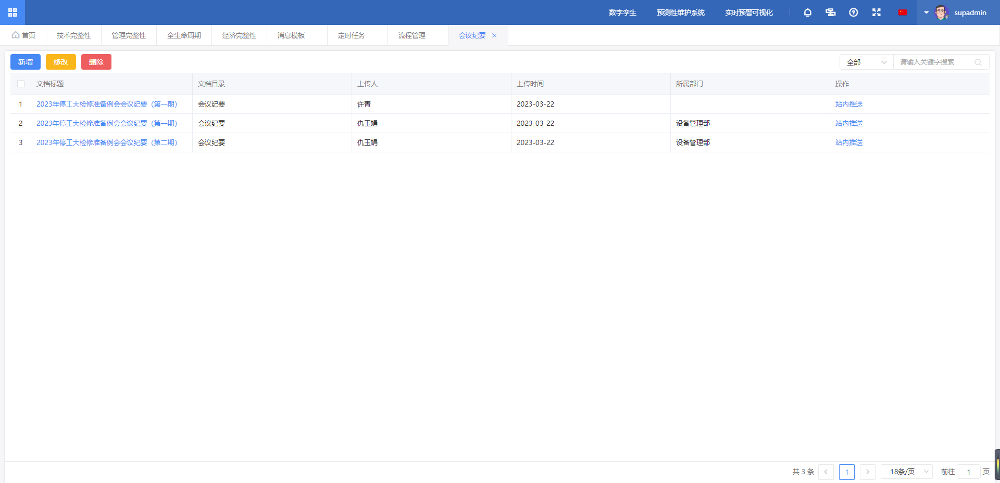 数字孪生 预测性维护系统 实时预警可视化 supadmin
首页 技术完整性 管理完整性 全生命周期 经济完整性 消息模板 定时任务 流程管理 会议纪要
新增 修改 删除 全部 请输入关键字搜索
文档标题 文档目录 上传人 上传时间 所属部门 操作
1 2023年停工大检修准备例会会议纪要（第一期） 会议纪要 许青 2023-03-22 站内推送
2 2023年停工大检修准备例会会议纪要（第一期） 会议纪要 仇玉娟 2023-03-22 设备管理部 站内推送
3 2023年停工大检修准备例会会议纪要（第二期） 会议纪要 仇玉娟 2023-03-22 设备管理部 站内推送
共 3 条 1 18条/页 前往 1 页